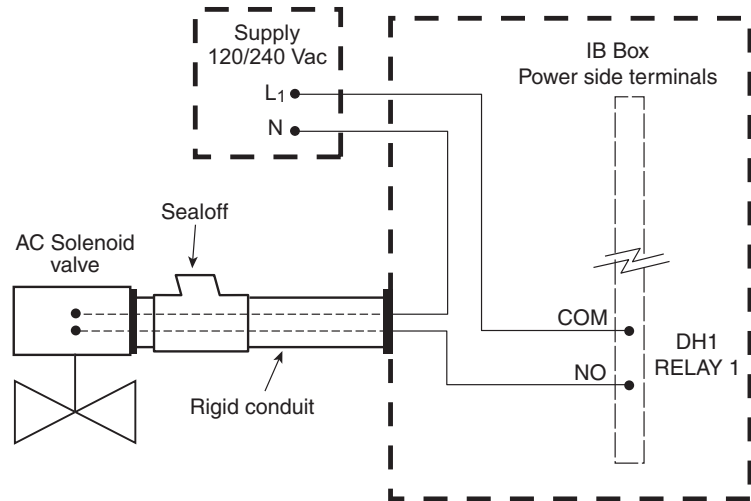 Supply
120/240 Vac
L1
N
IB Box
Power side terminals
Sealoff
AC Solenoid
valve
COM
DH1
RELAY 1
NO
Rigid conduit